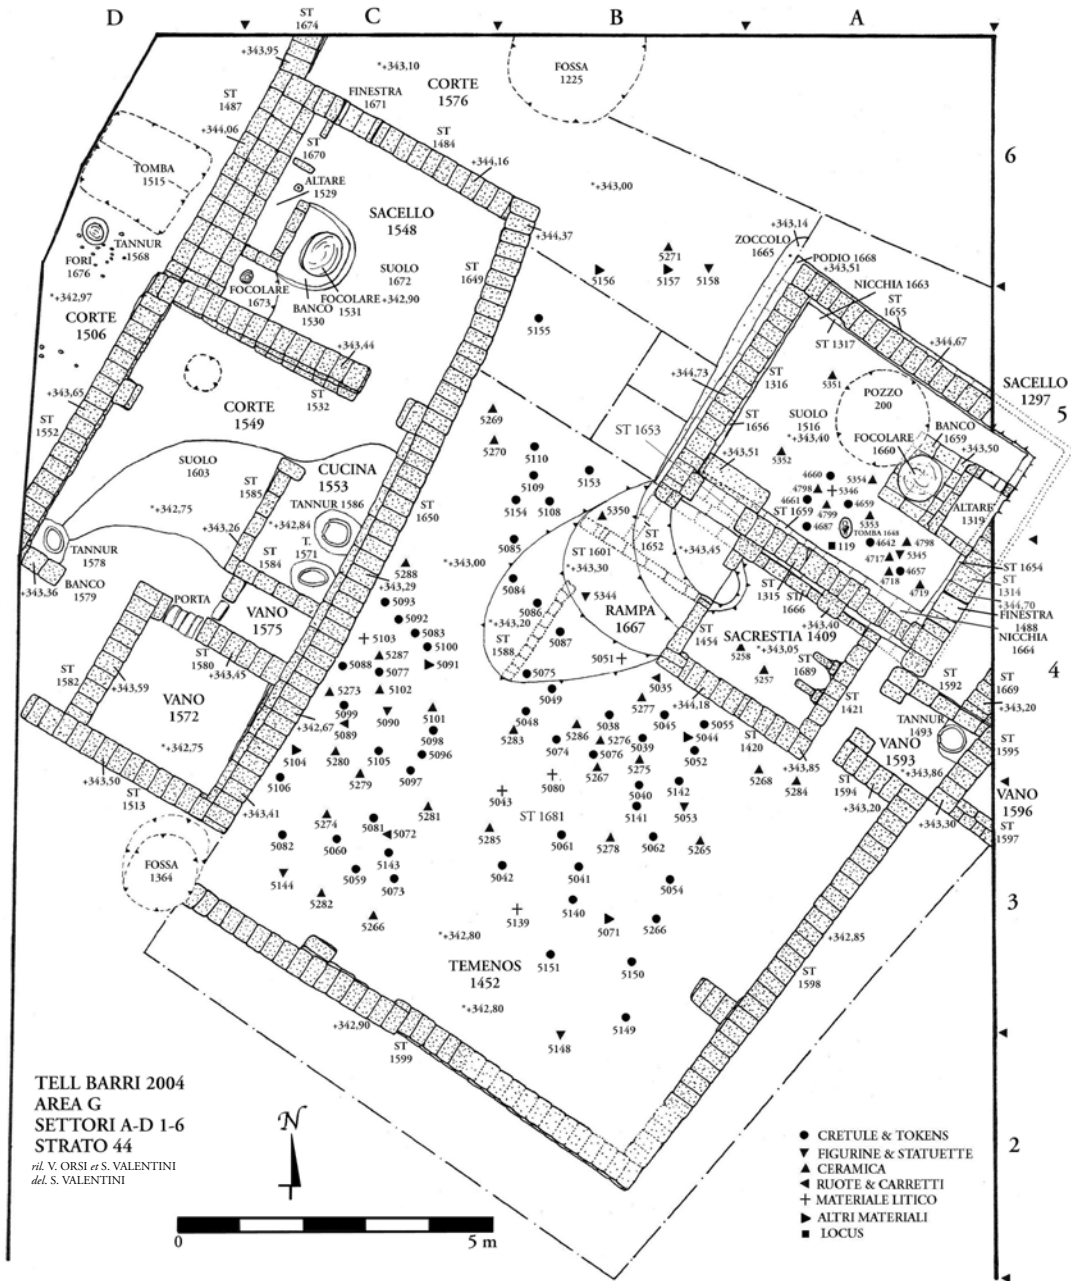 D
C
B
A
ST
1674
+343,95
*+343,10
CORTE
1576
FOSSA
1225
FINESTRA
1671
ST
1487
+344,06
ST
1484
ST
1670
+344,16
6
TOMBA
1515
ALTARE
1529
*+343,00
SACELLO
1548
+344,37
+343,14
ZOCCOLO
1665
TANNUR
1568
FORI
1676
5271
PODIO 1668
+343,51
SUOLO
1672
+342,90
ST
1649
5156
5157
5158
NICCHIA 1663
FOCOLARE
1673
FOCOLARE
1531
BANCO
1530
ST
1655
*+342,97
CORTE
1506
5155
ST 1317
+344,67
+343,44
ST
1316
+344,73
5351
SACELLO
1297
ST
1532
POZZO
200
+343,65
ST
1552
CORTE
1549
5269
ST 1653
SUOLO
1516
*+343,40
BANCO
1659
5
ST
1656
FOCOLARE
1660
+343,50
5270
5110
+343,51
5352
SUOLO
1603
CUCINA
1553
5109
5153
4660
5354
4798
5346
ST
1585
TANNUR 1586
ST
1650
5154
5108
5350
4661
4799
4659
ALTARE
1319
*+342,75
*+342,84
ST 1659
5353
+343,26
4687
TOMBA 1648
T.
1571
5085
ST 1601
ST
1652
*+343,45
119
4642
4798
TANNUR
1578
ST
1584
5288
*+343,00
*+343,30
4717
5345
ST 1654
+343,36
BANCO
1579
+343,29
5093
5084
5344
ST
1315
ST
1666
4718
4657
4719
ST
1314
+344,70
PORTA
VANO
1575
5092
5086
RAMPA
1667
+343,40
FINESTRA
1488
5103
5083
*+343,20
ST
1588
ST
1454
SACRESTIA 1409
*+343,05
NICCHIA
1664
5287
5100
5087
ST
1580
5088
5077
5091
5051
5258
4
ST
1582
+343,45
5075
5257
ST
1689
ST
1592
ST
1669
+343,59
VANO
1572
5273
5102
5049
5035
5277
+344,18
ST
1421
+343,20
5099
5089
5090
5101
5048
5286
5038
5045
5055
TANNUR
1493
+342,67
5098
5283
5074
5276
5039
5044
ST
1420
ST
1595
*+342,75
5104
5280
5105
5096
5076
5052
VANO
1593
5097
5267
5275
5268
+343,85
*+343,86
+343,50
5106
5279
5080
5040
5142
5284
ST
1594
VANO
1596
ST
1513
5043
5141
5053
+343,20
+343,41
5274
5281
ST 1681
+343,30
ST
1597
5081
5072
5285
5061
5278
5062
5265
5082
5060
5143
FOSSA
1364
5059
5073
5042
5041
5054
5144
5282
5140
3
5266
5139
5071
5266
*+342,80
+342,85
5151
5150
TEMENOS
1452
ST
1598
*+342,80
+342,90
5149
ST
1599
5148
TELL BARRI 2004
AREA G
SETTORI A-D 1-6
STRATO 44
ril. V. ORSI et S. VALENTINI
del. S. VALENTINI
N
0
5 m
CRETULE & TOKENS
FIGURINE & STATUETTE
CERAMICA
RUOTE & CARRETTI
MATERIALE LITICO
ALTRI MATERIALI
LOCUS
2